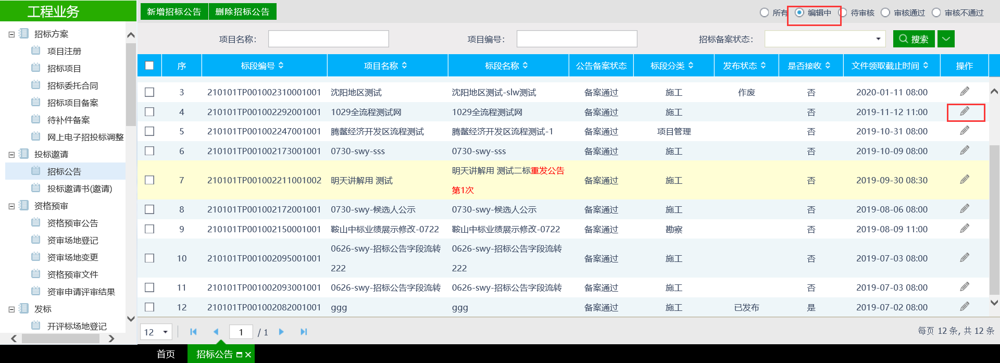 工程业务
招标方案
项目注册
招标项目
招标委托合同
招标项目备案
待补件备案
网上电子招投标调整
投标邀请
招标公告
投标邀请书(邀请)
资格预审
资格预审公告
资审场地登记
资审场地变更
资格预审文件
资审申请评审结果
发标
开评标场地登记
新增招标公告 删除招标公告
所有 编辑中 待审核 审核通过 审核不通过
项目名称: 项目编号: 招标备案状态: 搜索
序 标段编号 项目名称 标段名称 公告备案状态 标段分类 发布状态 是否接收 文件领取截止时间 操作
3 210101TP001002310001001 沈阳地区测试 沈阳地区测试-slw测试 备案通过 施工 作废 否 2020-01-11 08:00
4 210101TP001002292001001 1029全流程测试网 1029全流程测试网 备案通过 施工 否 2019-11-12 11:00
5 210101TP001002247001001 腾鳌经济开发区流程测试 腾鳌经济开发区流程测试-1 备案通过 项目管理 否 2019-10-31 08:00
6 210101TP001002173001001 0730-swy-sss 0730-swy-sss 备案通过 施工 否 2019-10-09 08:00
7 210101TP001002211001002 明天讲解用 测试 明天讲解用 测试二标重发公告第1次 备案通过 施工 否 2019-09-30 08:30
8 210101TP001002172001001 0730-swy-候选人公示 0730-swy-候选人公示 备案通过 施工 否 2019-08-06 08:00
9 210101TP001002150001001 鞍山中标业绩展示修改-0722 鞍山中标业绩展示修改-0722 备案通过 勘察 否 2019-08-09 11:00
10 210101TP001002095001001 0626-swy-招标公告字段流转222 0626-swy-招标公告字段流转222 备案通过 施工 否 2019-07-03 08:00
11 210101TP001002093001001 0626-swy-招标公告字段流转 0626-swy-招标公告字段流转 备案通过 施工 否 2019-07-03 08:00
12 210101TP001002082001001 ggg ggg 备案通过 施工 已发布 是 2019-07-02 08:00
12 1 / 1 每页 12 条, 共 12 条
首页 招标公告